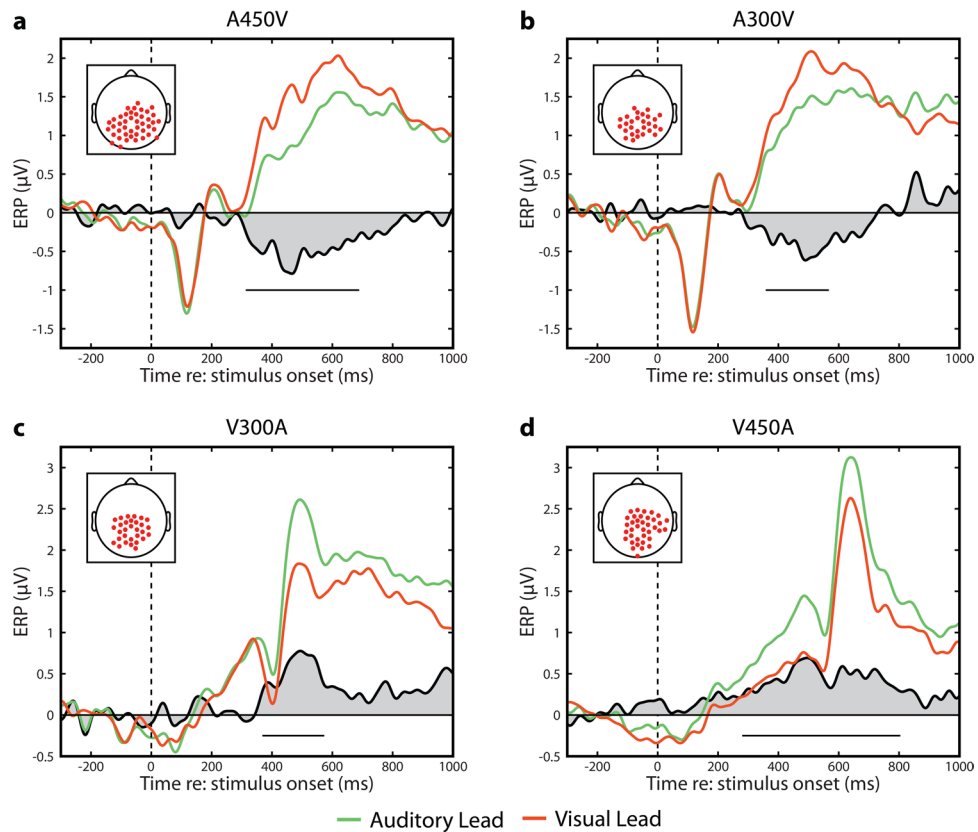 a A450V
b A300V
2
1.5
1
0.5
0
-0.5
-1
-1.5
ERP (µV)
-200 0 200 400 600 800 1000
Time re: stimulus onset (ms)
2
1.5
1
0.5
0
-0.5
-1
-1.5
ERP (µV)
-200 0 200 400 600 800 1000
Time re: stimulus onset (ms)
c V300A
d V450A
3
2.5
2
1.5
1
0.5
0
-0.5
ERP (µV)
-200 0 200 400 600 800 1000
Time re: stimulus onset (ms)
3
2.5
2
1.5
1
0.5
0
-0.5
ERP (µV)
-200 0 200 400 600 800 1000
Time re: stimulus onset (ms)
Auditory Lead Visual Lead